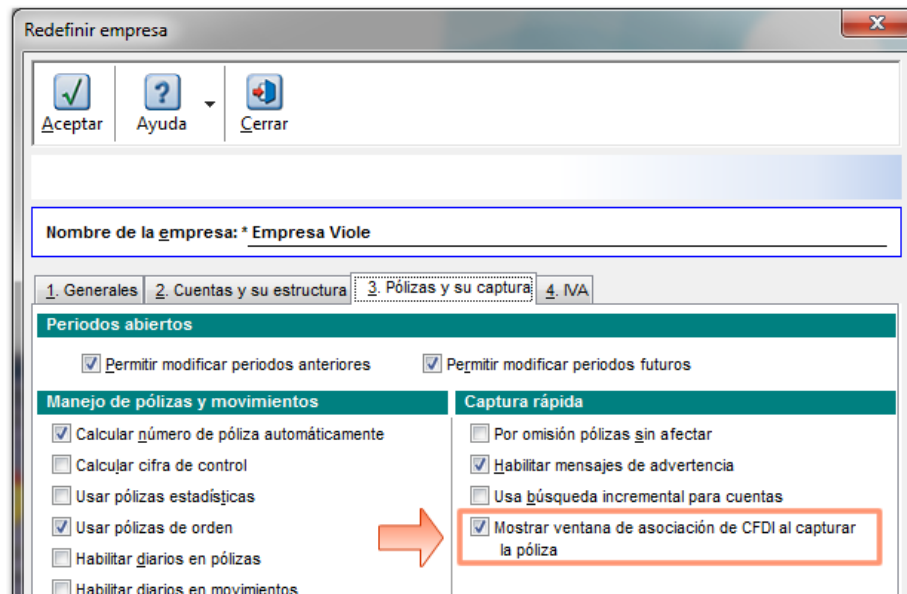 Redefinir empresa
Aceptar
Ayuda
Cerrar
Nombre de la empresa: * Empresa Viole
1. Generales
2. Cuentas y su estructura
3. Pólizas y su captura
4. IVA
Periodos abiertos
Permitir modificar periodos anteriores
Permitir modificar periodos futuros
Manejo de pólizas y movimientos
Calcular número de póliza automáticamente
Calcular cifra de control
Usar pólizas estadísticas
Usar pólizas de orden
Habilitar diarios en pólizas
Habilitar diarios en movimientos
Captura rápida
Por omisión pólizas sin afectar
Habilitar mensajes de advertencia
Usa búsqueda incremental para cuentas
Mostrar ventana de asociación de CFDI al capturar
la póliza